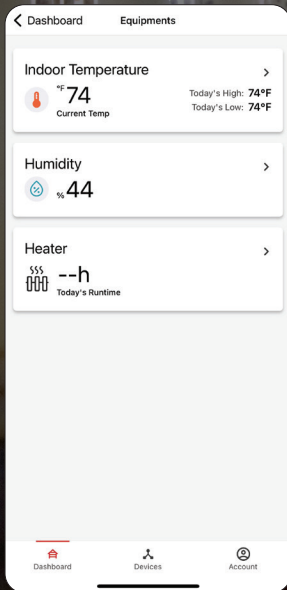 Dashboard Equipments
Indoor Temperature
°F 74
Current Temp
Today's High: 74°F
Today's Low: 74°F
Humidity
% 44
Heater
--h
Today's Runtime
Dashboard Devices Account